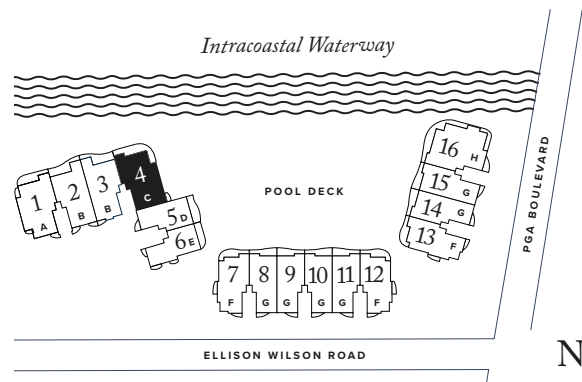 Intracoastal Waterway
1
A
2
B
3
B
4
C
5 D
6 E
POOL DECK
16 H
15 G
14 G
13 F
7 8 9 10 11 12
F G G G G F
PGA BOULEVARD
ELLISON WILSON ROAD
N